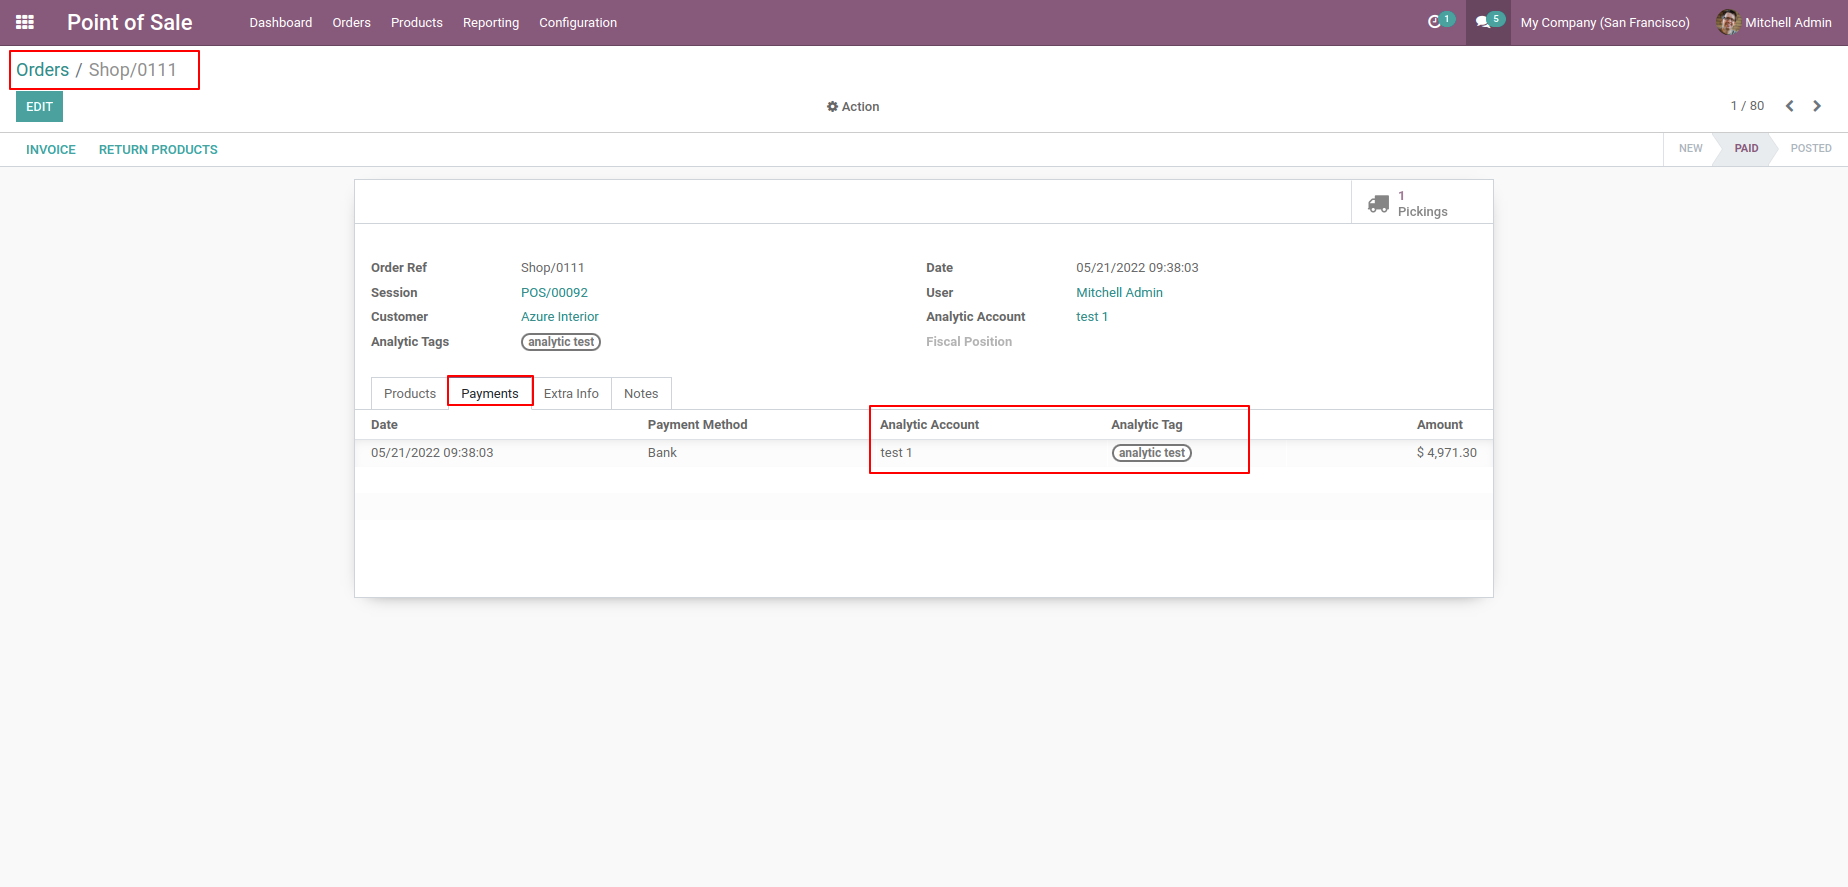 Point of Sale Dashboard Orders Products Reporting Configuration 1 5 My Company (San Francisco) Mitchell Admin
Orders / Shop/0111
EDIT Action 1 / 80
INVOICE RETURN PRODUCTS NEW PAID POSTED
1
Pickings
Order Ref Shop/0111 Date 05/21/2022 09:38:03
Session POS/00092 User Mitchell Admin
Customer Azure Interior Analytic Account test 1
Analytic Tags analytic test Fiscal Position
Products Payments Extra Info Notes
Date Payment Method Analytic Account Analytic Tag Amount
05/21/2022 09:38:03 Bank test 1 analytic test $ 4,971.30